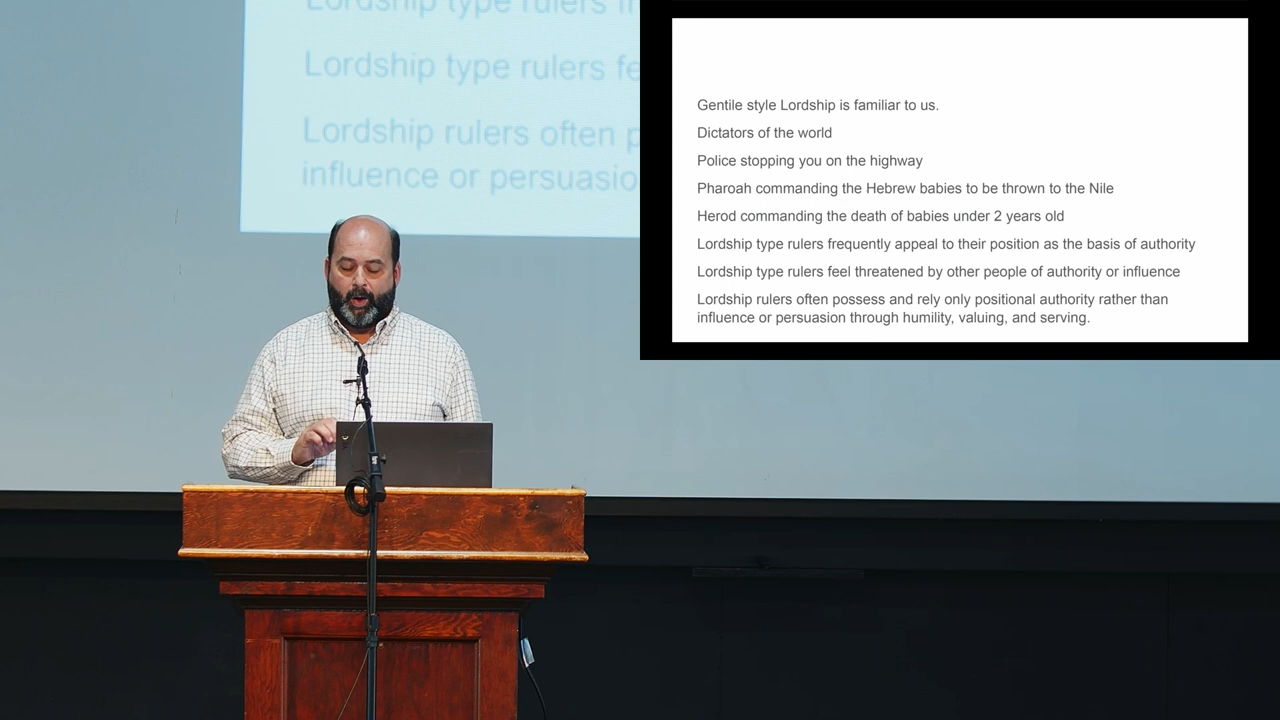 Lordship type rulers fr
Lordship type rulers fe
Lordship rulers often p
influence or persuasio
Gentile style Lordship is familiar to us.
Dictators of the world
Police stopping you on the highway
Pharoah commanding the Hebrew babies to be thrown to the Nile
Herod commanding the death of babies under 2 years old
Lordship type rulers frequently appeal to their position as the basis of authority
Lordship type rulers feel threatened by other people of authority or influence
Lordship rulers often possess and rely only positional authority rather than
influence or persuasion through humility, valuing, and serving.